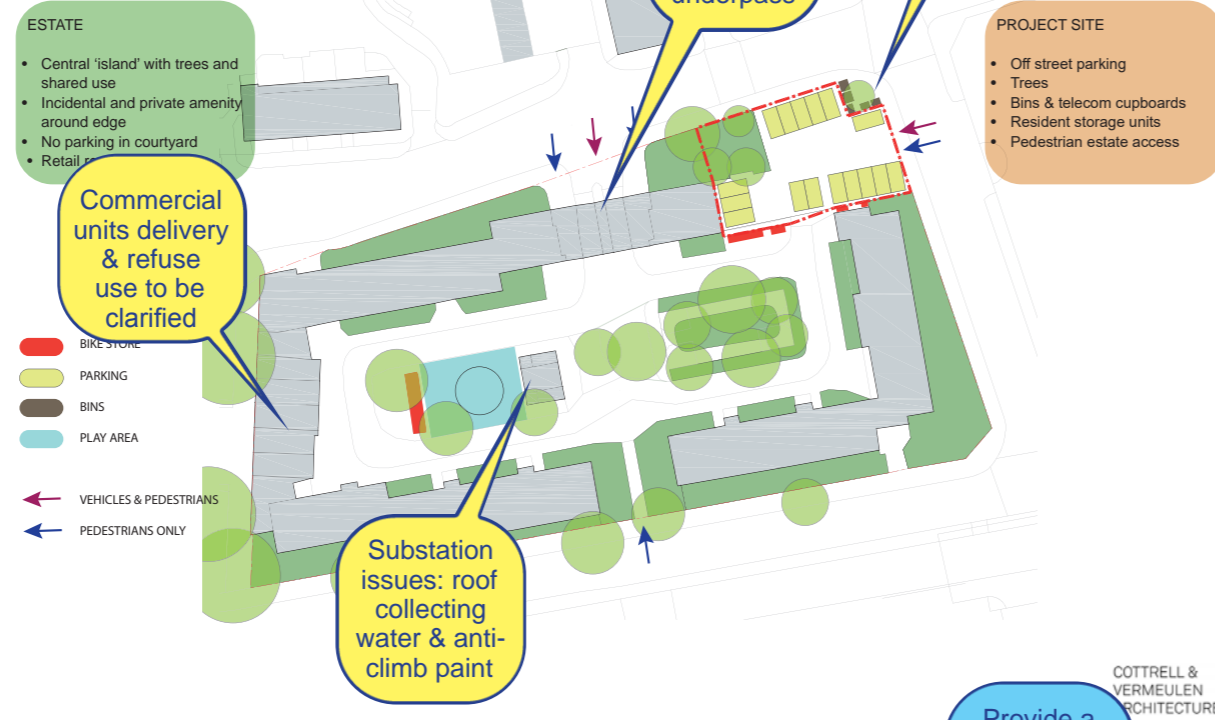 underpass
ESTATE
• Central 'island' with trees and
shared use
• Incidental and private amenity
around edge
• No parking in courtyard
• Retail
PROJECT SITE
• Off street parking
• Trees
• Bins & telecom cupboards
• Resident storage units
• Pedestrian estate access
Commercial
units delivery
& refuse
use to be
clarified
BIKE STORE
PARKING
BINS
PLAY AREA
VEHICLES & PEDESTRIANS
PEDESTRIANS ONLY
Substation
issues: roof
collecting
water & anti-
climb paint
Provide a
COTTRELL &
VERMEULEN
ARCHITECTURE